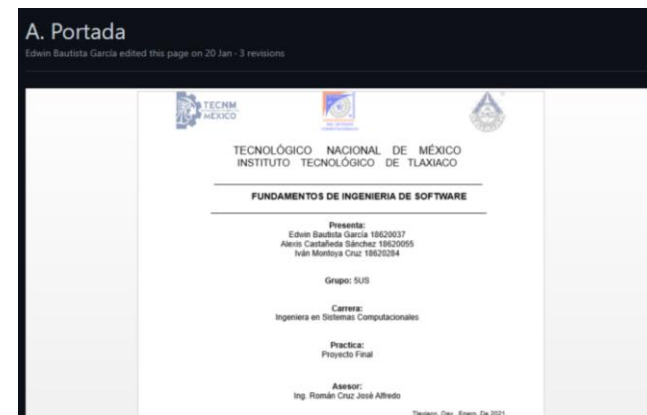 A. Portada
Edwin Bautista García edited this page on 20 Jan · 3 revisions
TECNM
MÉXICO
TECNOLÓGICO NACIONAL DE MÉXICO
INSTITUTO TECNOLÓGICO DE TLAXIACO
FUNDAMENTOS DE INGENIERIA DE SOFTWARE
Presenta:
Edwin Bautista García 18620037
Alexis Castañeda Sánchez 18620055
Iván Montoya Cruz 18620284
Grupo: 5US
Carrera:
Ingeniera en Sistemas Computacionales
Practica:
Proyecto Final
Asesor:
Ing. Román Cruz José Alfredo
Tlaxiaco, Oax., Enero, De 2021.